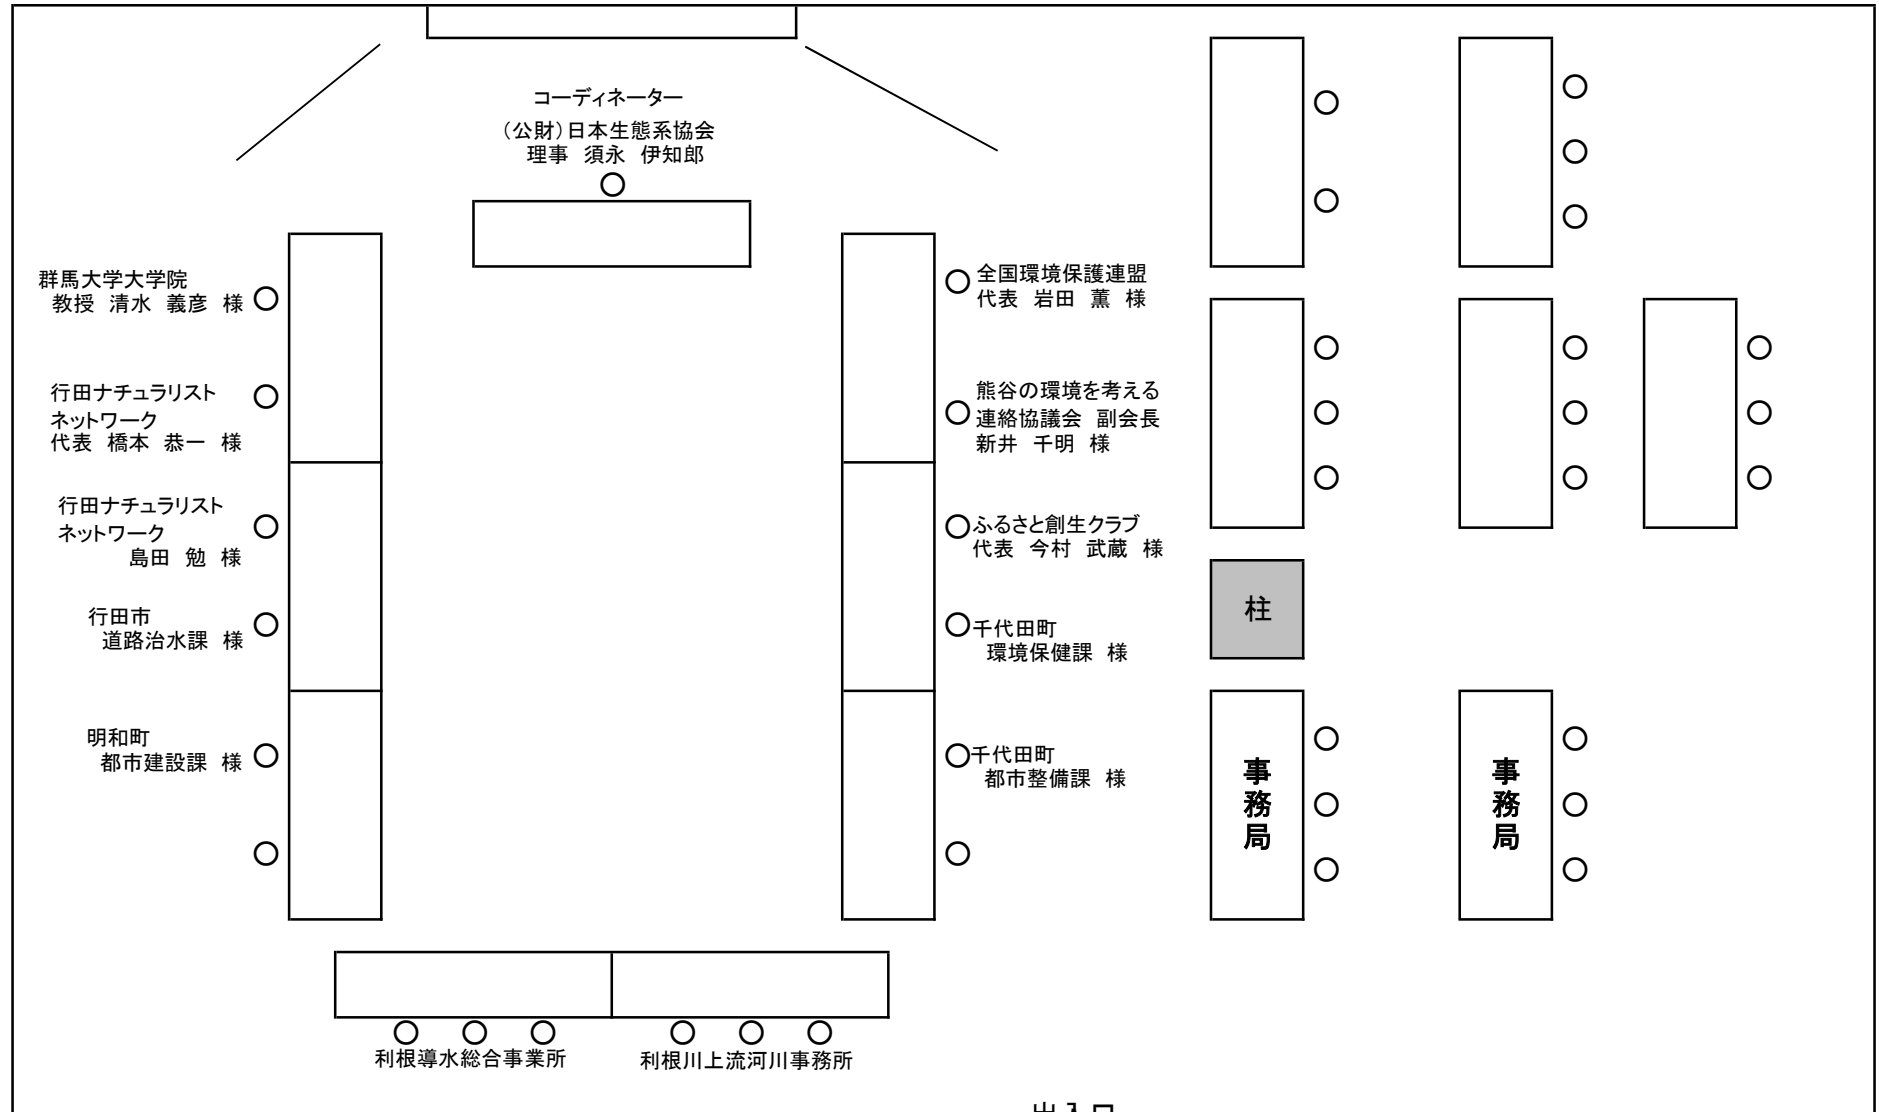 コーディネーター
（公財）日本生態系協会
理事　須永　伊知郎
群馬大学大学院
教授　清水　義彦　様
行田ナチュラリスト
ネットワーク
代表　橋本　恭一　様
行田ナチュラリスト
ネットワーク
島田　勉　様
行田市
道路治水課　様
明和町
都市建設課　様
全国環境保護連盟
代表　岩田　薫　様
熊谷の環境を考える
連絡協議会　副会長
新井　千明　様
ふるさと創生クラブ
代表　今村　武蔵　様
千代田町
環境保健課　様
千代田町
都市整備課　様
柱
事務局
事務局
利根導水総合事業所
利根川上流河川事務所
出入口